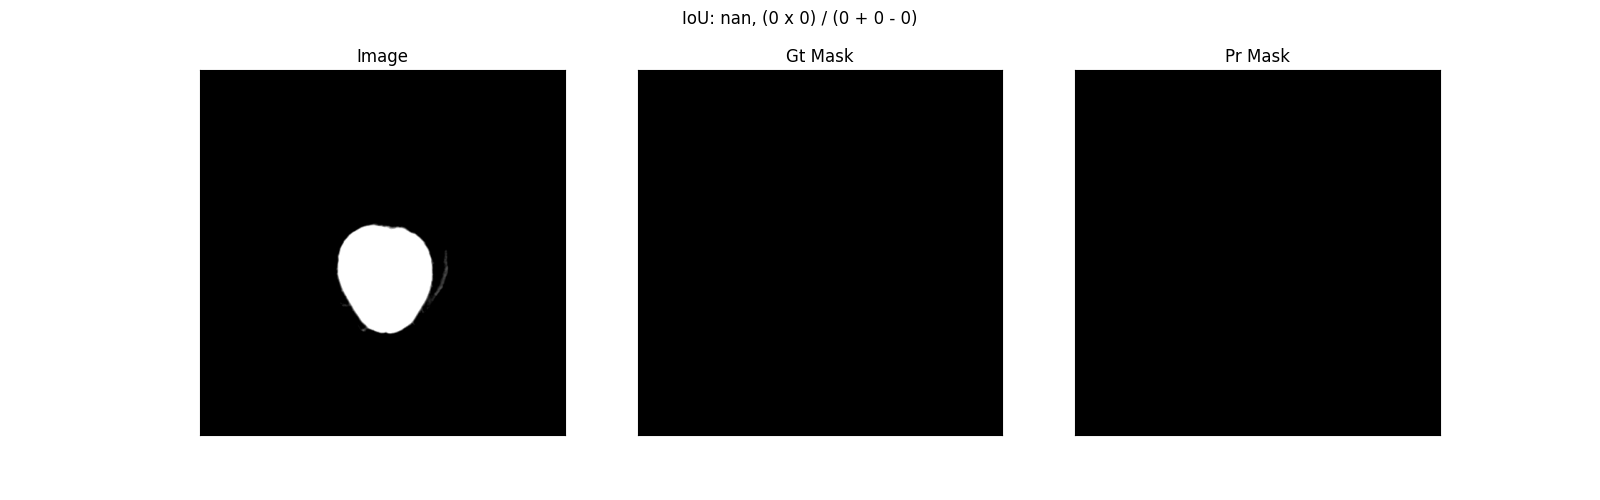 IoU: nan, (0 x 0) / (0 + 0 - 0)
Image
Gt Mask
Pr Mask